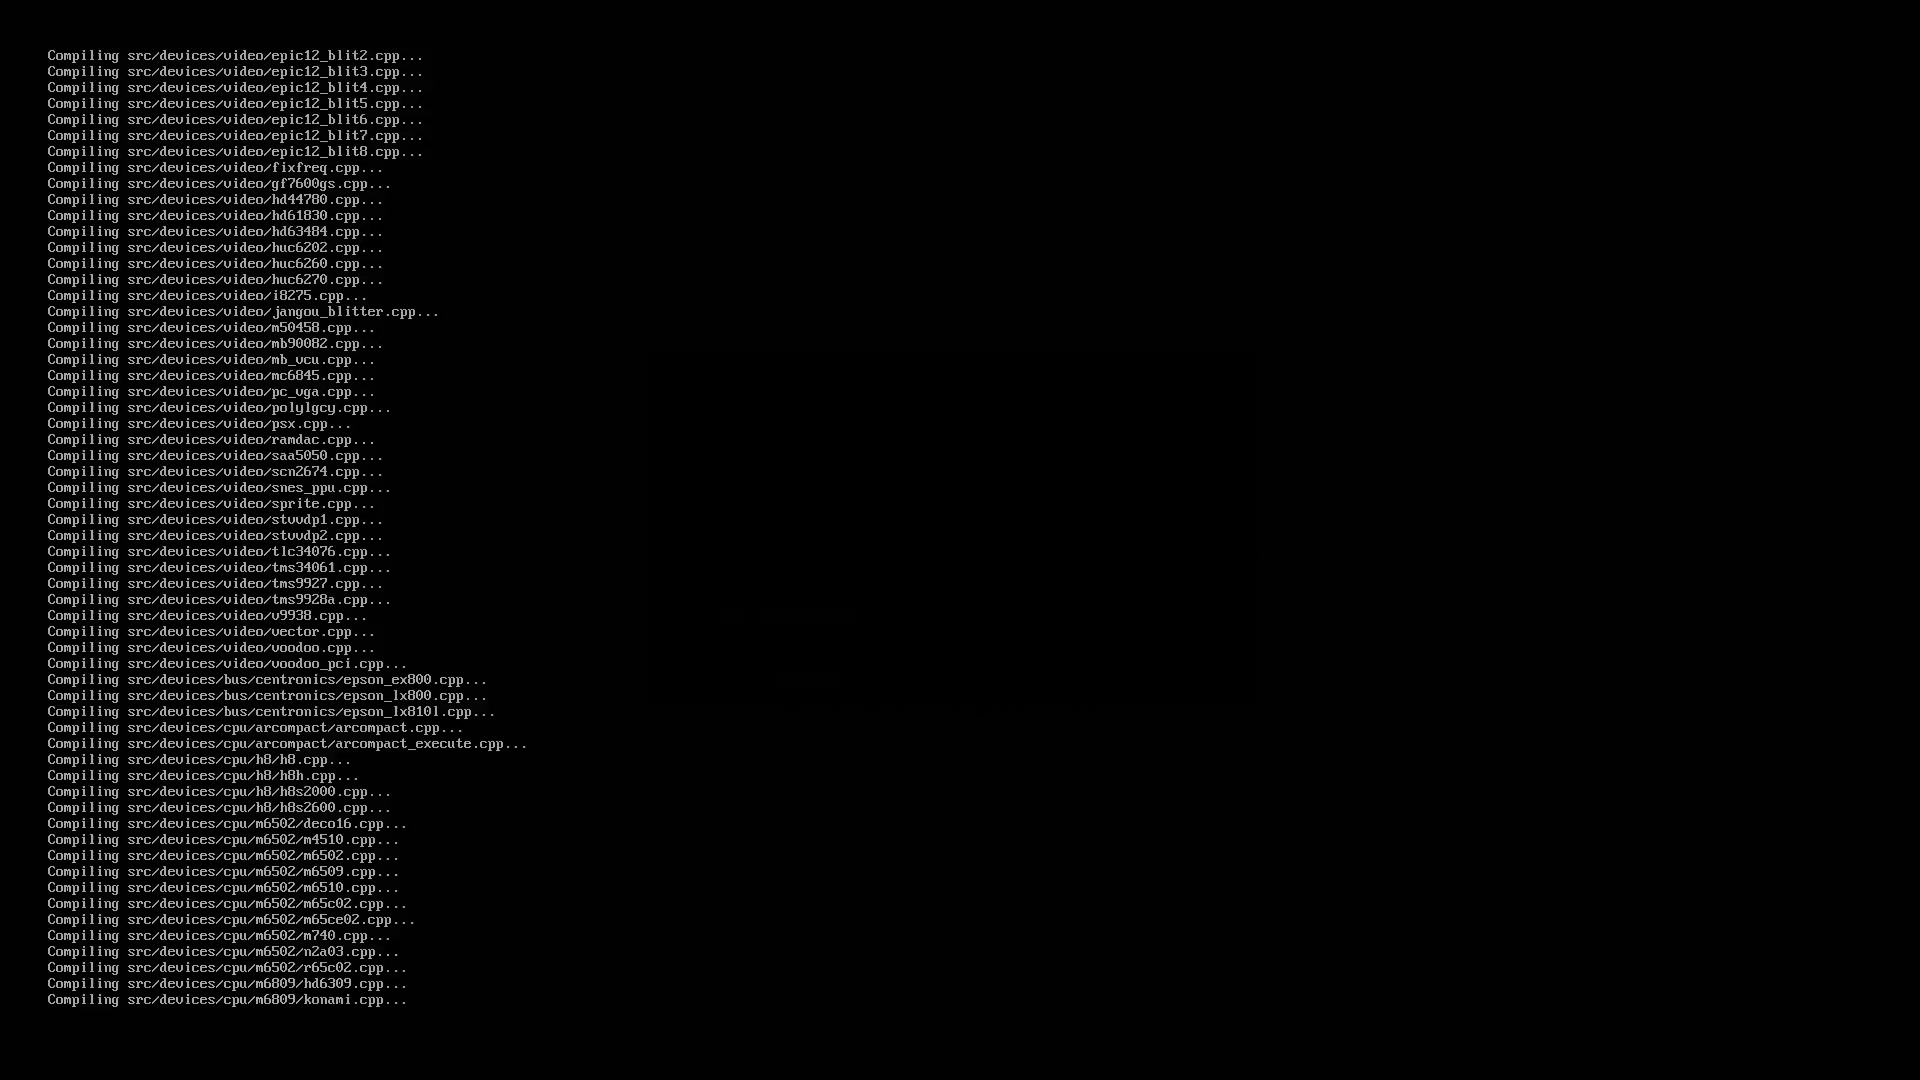 Compiling src/devices/video/epic12_blit2.cpp...
Compiling src/devices/video/epic12_blit3.cpp...
Compiling src/devices/video/epic12_blit4.cpp...
Compiling src/devices/video/epic12_blit5.cpp...
Compiling src/devices/video/epic12_blit6.cpp...
Compiling src/devices/video/epic12_blit7.cpp...
Compiling src/devices/video/epic12_blit8.cpp...
Compiling src/devices/video/fixfreq.cpp...
Compiling src/devices/video/gf7600gs.cpp...
Compiling src/devices/video/hd44780.cpp...
Compiling src/devices/video/hd61830.cpp...
Compiling src/devices/video/hd63484.cpp...
Compiling src/devices/video/huc6202.cpp...
Compiling src/devices/video/huc6260.cpp...
Compiling src/devices/video/huc6270.cpp...
Compiling src/devices/video/i8275.cpp...
Compiling src/devices/video/jangou_blitter.cpp...
Compiling src/devices/video/m50458.cpp...
Compiling src/devices/video/mb90082.cpp...
Compiling src/devices/video/mb_vcu.cpp...
Compiling src/devices/video/mc6845.cpp...
Compiling src/devices/video/pc_vga.cpp...
Compiling src/devices/video/polylgcy.cpp...
Compiling src/devices/video/psx.cpp...
Compiling src/devices/video/ramdac.cpp...
Compiling src/devices/video/saa5050.cpp...
Compiling src/devices/video/scn2674.cpp...
Compiling src/devices/video/snes_ppu.cpp...
Compiling src/devices/video/sprite.cpp...
Compiling src/devices/video/stvvdp1.cpp...
Compiling src/devices/video/stvvdp2.cpp...
Compiling src/devices/video/tlc34076.cpp...
Compiling src/devices/video/tms34061.cpp...
Compiling src/devices/video/tms9927.cpp...
Compiling src/devices/video/tms9928a.cpp...
Compiling src/devices/video/v9938.cpp...
Compiling src/devices/video/vector.cpp...
Compiling src/devices/video/voodoo.cpp...
Compiling src/devices/video/voodoo_pci.cpp...
Compiling src/devices/bus/centronics/epson_ex800.cpp...
Compiling src/devices/bus/centronics/epson_lx800.cpp...
Compiling src/devices/bus/centronics/epson_lx810l.cpp...
Compiling src/devices/cpu/arcompact/arcompact.cpp...
Compiling src/devices/cpu/arcompact/arcompact_execute.cpp...
Compiling src/devices/cpu/h8/h8.cpp...
Compiling src/devices/cpu/h8/h8h.cpp...
Compiling src/devices/cpu/h8/h8s2000.cpp...
Compiling src/devices/cpu/h8/h8s2600.cpp...
Compiling src/devices/cpu/m6502/deco16.cpp...
Compiling src/devices/cpu/m6502/m4510.cpp...
Compiling src/devices/cpu/m6502/m6502.cpp...
Compiling src/devices/cpu/m6502/m6509.cpp...
Compiling src/devices/cpu/m6502/m6510.cpp...
Compiling src/devices/cpu/m6502/m65c02.cpp...
Compiling src/devices/cpu/m6502/m65ce02.cpp...
Compiling src/devices/cpu/m6502/m740.cpp...
Compiling src/devices/cpu/m6502/n2a03.cpp...
Compiling src/devices/cpu/m6502/r65c02.cpp...
Compiling src/devices/cpu/m6809/hd6309.cpp...
Compiling src/devices/cpu/m6809/konami.cpp...